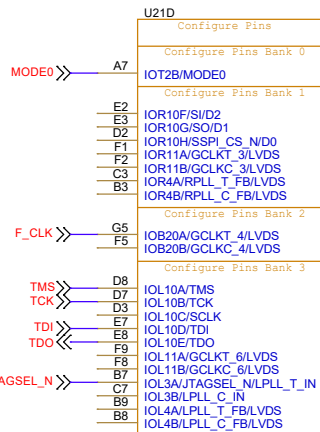 U21D
Configure Pins
Configure Pins Bank 0
MODE0 A7 IOT2B/MODE0
Configure Pins Bank 1
E2 IOR10F/SI/D2
E3 IOR10G/SO/D1
D2 IOR10H/SSPI_CS_N/D0
F1 IOR11A/GCLKT_3/LVDS
F2 IOR11B/GCLKC_3/LVDS
C3 IOR4A/RPLL_T_FB/LVDS
B3 IOR4B/RPLL_C_FB/LVDS
Configure Pins Bank 2
F_CLK G5 IOB20A/GCLKT_4/LVDS
F5 IOB20B/GCLKC_4/LVDS
Configure Pins Bank 3
TMS D8 IOL10A/TMS
TCK D7 IOL10B/TCK
D3 IOL10C/SCLK
TDI E7 IOL10D/TDI
TDO E8 IOL10E/TDO
F9 IOL11A/GCLKT_6/LVDS
F8 IOL11B/GCLKC_6/LVDS
AGSEL_N B7 IOL3A/JTAGSEL_N/LPLL_T_IN
C7 IOL3B/LPLL_C_IN
B9 IOL4A/LPLL_T_FB/LVDS
B8 IOL4B/LPLL_C_FB/LVDS